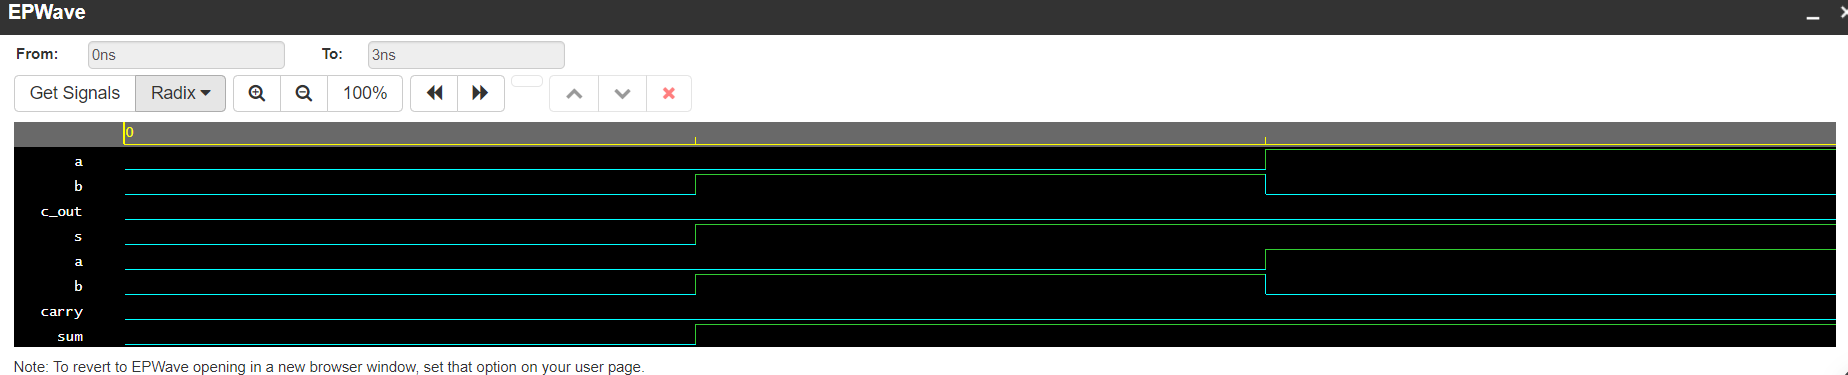 EPWave
From: 0ns To: 3ns
Get Signals Radix 100%
0
a
b
c_out
s
a
b
carry
sum
Note: To revert to EPWave opening in a new browser window, set that option on your user page.